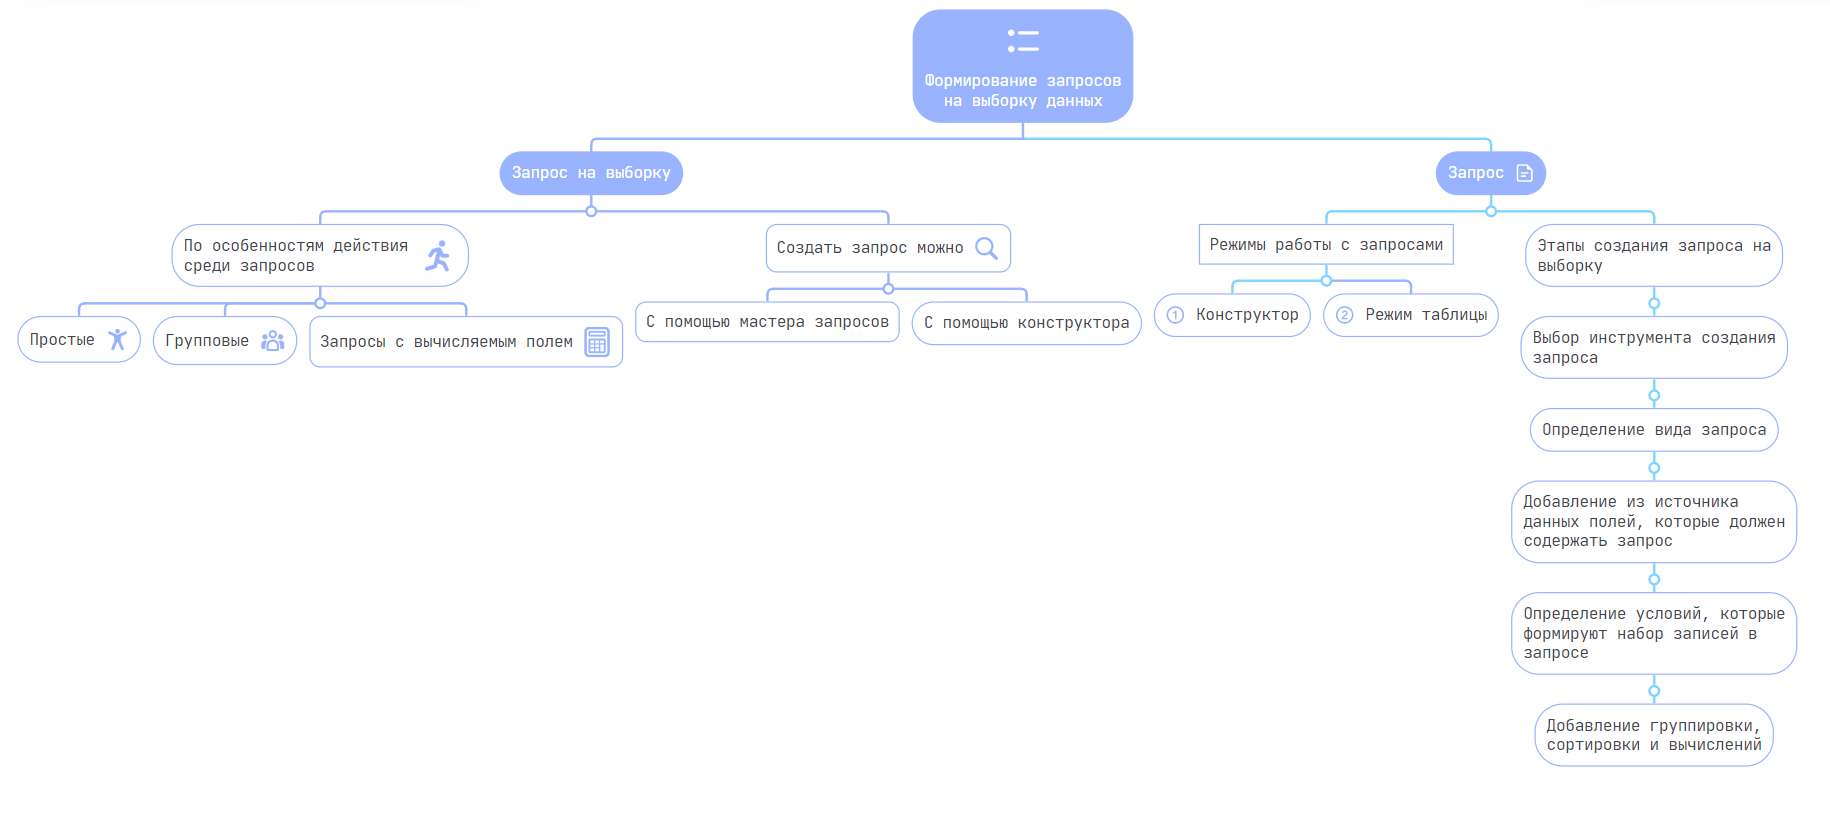 Формирование запросов
на выборку данных
Запрос на выборку
Запрос
По особенностям действия
среди запросов
Создать запрос можно
Режимы работы с запросами
Этапы создания запроса на
выборку
Простые
Групповые
Запросы с вычисляемым полем
С помощью мастера запросов
С помощью конструктора
1 Конструктор
2 Режим таблицы
Выбор инструмента создания
запроса
Определение вида запроса
Добавление из источника
данных полей, которые должен
содержать запрос
Определение условий, которые
формируют набор записей в
запросе
Добавление группировки,
сортировки и вычислений